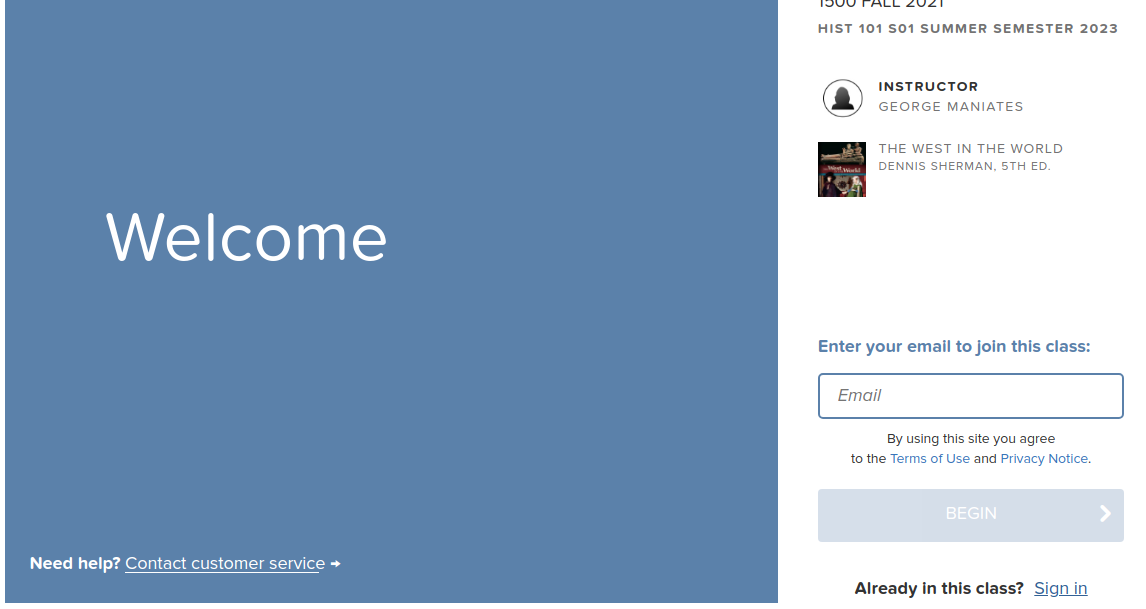 Welcome
Need help? Contact customer service
1500 FALL 2021
HIST 101 S01 SUMMER SEMESTER 2023
INSTRUCTOR
GEORGE MANIATES
THE WEST IN THE WORLD
DENNIS SHERMAN, 5TH ED.
Enter your email to join this class:
Email
By using this site you agree
to the Terms of Use and Privacy Notice.
BEGIN
Already in this class? Sign in